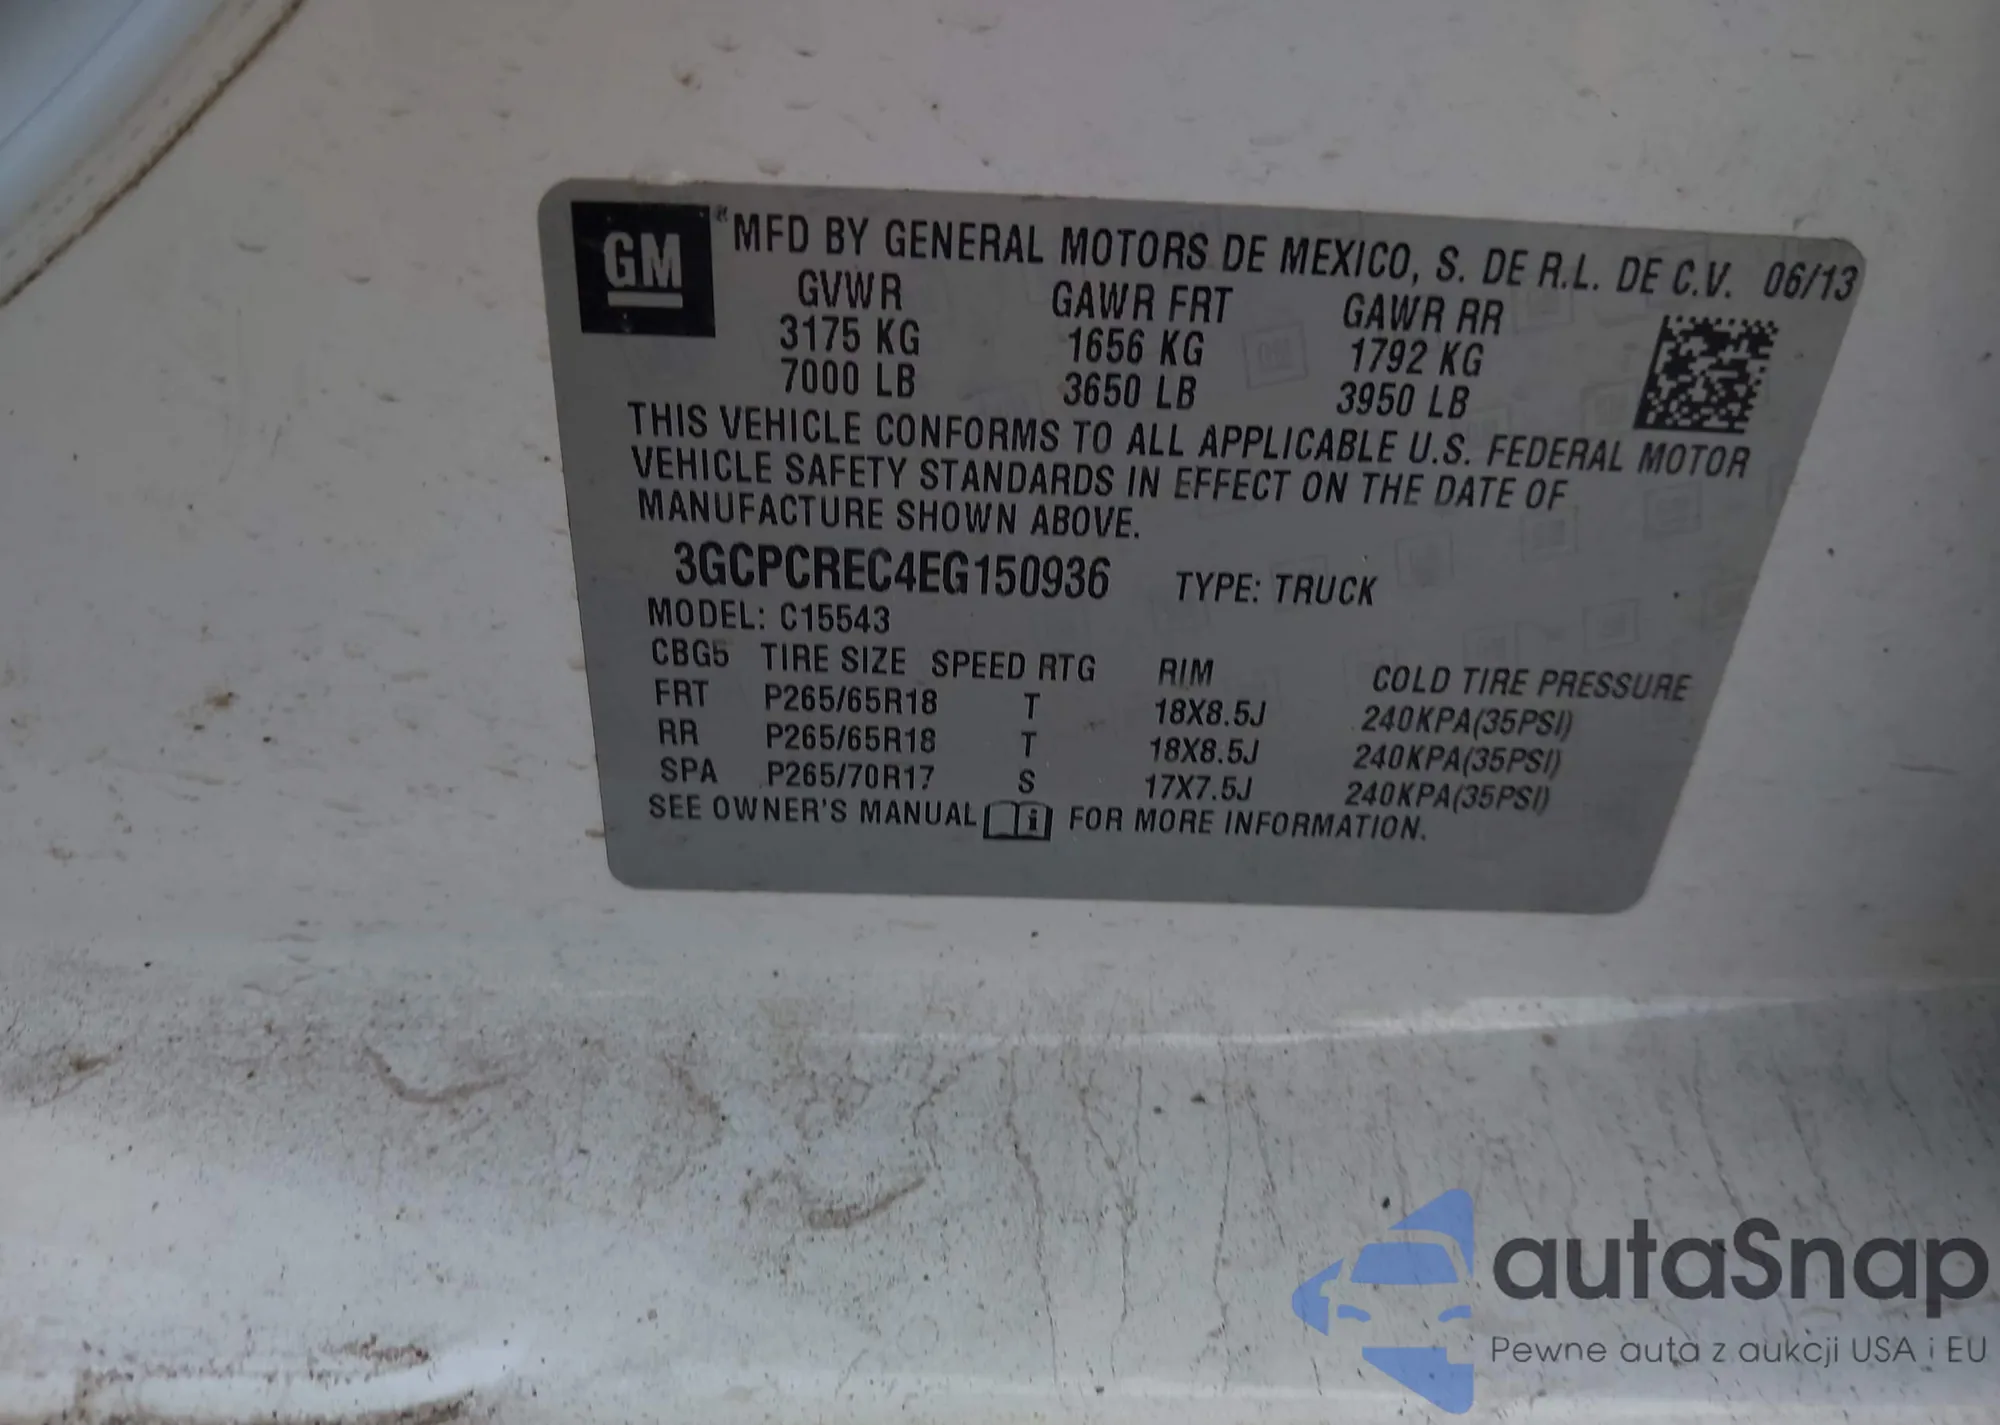 GM
MFD BY GENERAL MOTORS DE MEXICO, S. DE R.L. DE C.V. 06/13
GVWR GAWR FRT GAWR RR
3175 KG 1656 KG 1792 KG
7000 LB 3650 LB 3950 LB
THIS VEHICLE CONFORMS TO ALL APPLICABLE U.S. FEDERAL MOTOR
VEHICLE SAFETY STANDARDS IN EFFECT ON THE DATE OF
MANUFACTURE SHOWN ABOVE.
3GCPCREC4EG150936 TYPE: TRUCK
MODEL: C15543
CBG5 TIRE SIZE SPEED RTG RIM COLD TIRE PRESSURE
FRT P265/65R18 T 18X8.5J 240KPA(35PSI)
RR P265/65R18 T 18X8.5J 240KPA(35PSI)
SPA P265/70R17 S 17X7.5J 240KPA(35PSI)
SEE OWNER'S MANUAL i FOR MORE INFORMATION.
autaSnap
Pewne auta z aukcji USA i EU